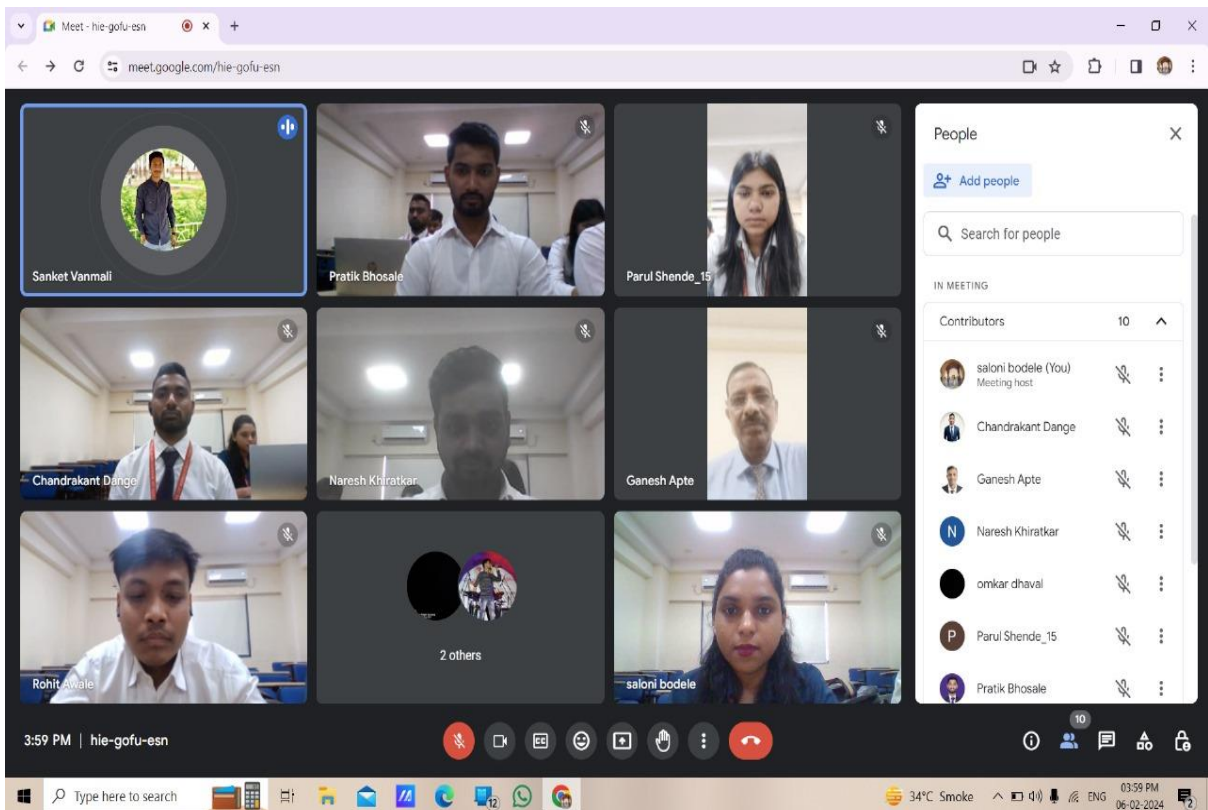 Meet - hie-gofu-esn
meet.google.com/hie-gofu-esn
Sanket Vanmali
Pratik Bhosale
Parul Shende_15
Chandrakant Dange
Naresh Khiratkar
Ganesh Apte
Rohit Awale
2 others
saloni bodele
People
Add people
Search for people
IN MEETING
Contributors 10
saloni bodele (You)
Meeting host
Chandrakant Dange
Ganesh Apte
N Naresh Khiratkar
omkar dhaval
P Parul Shende_15
Pratik Bhosale
3:59 PM | hie-gofu-esn
CC
10
Type here to search
12
34°C Smoke
ENG
03:59 PM
06-02-2024
2